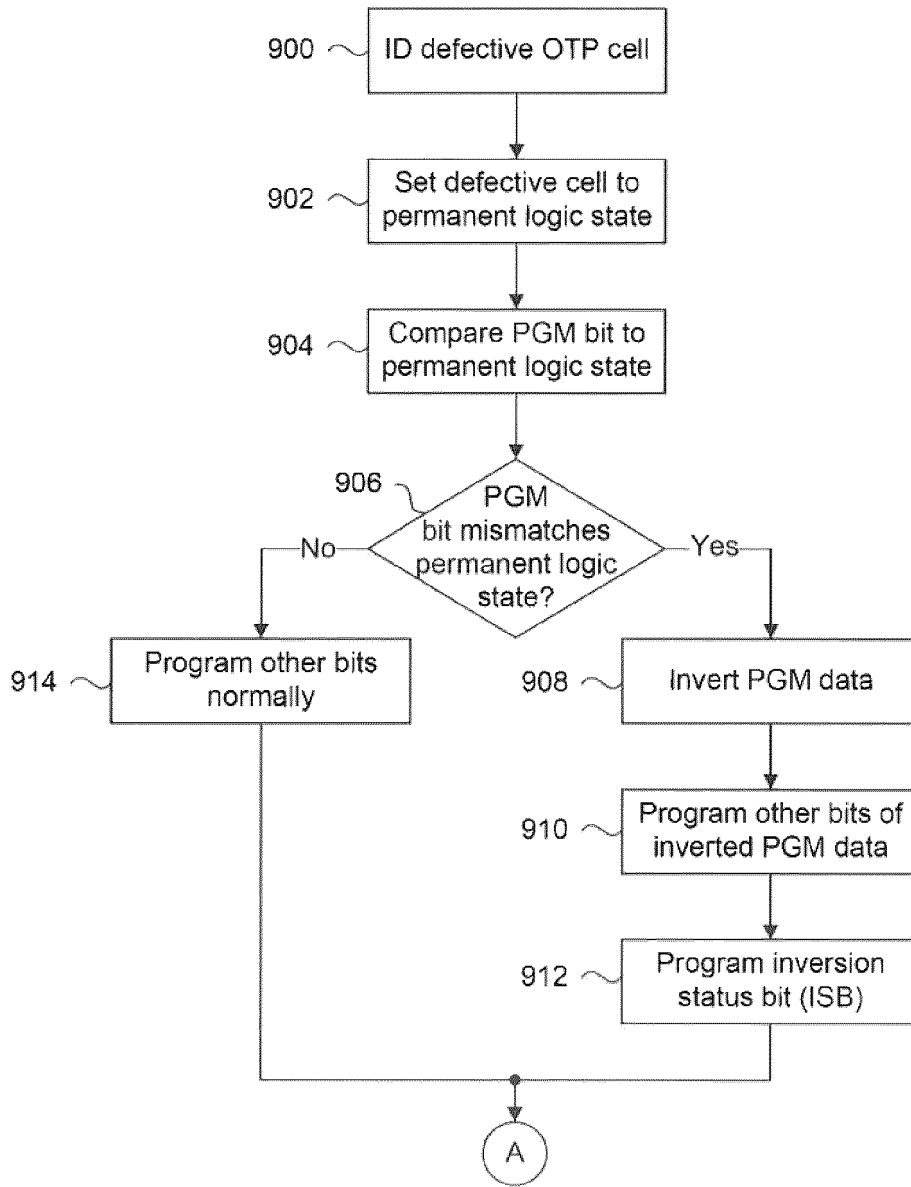 900
ID defective OTP cell
902
Set defective cell to
permanent logic state
904
Compare PGM bit to
permanent logic state
906
PGM
bit mismatches
permanent logic
state?
No
Yes
914
Program other bits
normally
908
Invert PGM data
910
Program other bits of
inverted PGM data
912
Program inversion
status bit (ISB)
A